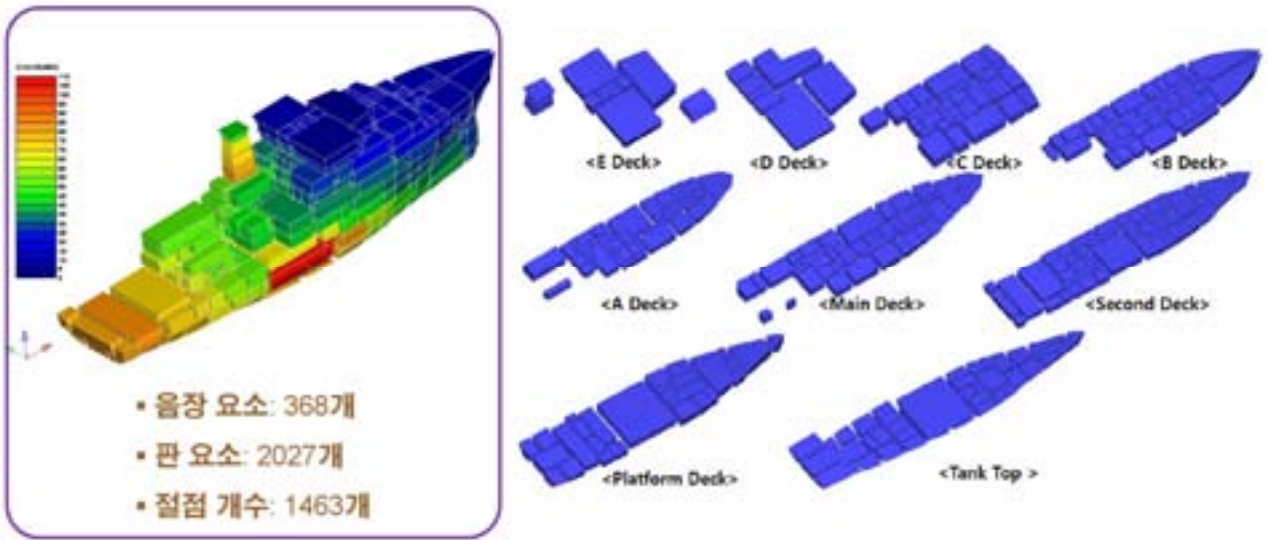 <E Deck>
<D Deck>
<C Deck>
<B Deck>
<A Deck>
<Main Deck>
<Second Deck>
<Platform Deck>
<Tank Top >
▪ 음장 요소: 368개
▪ 판 요소: 2027개
▪ 절점 개수: 1463개